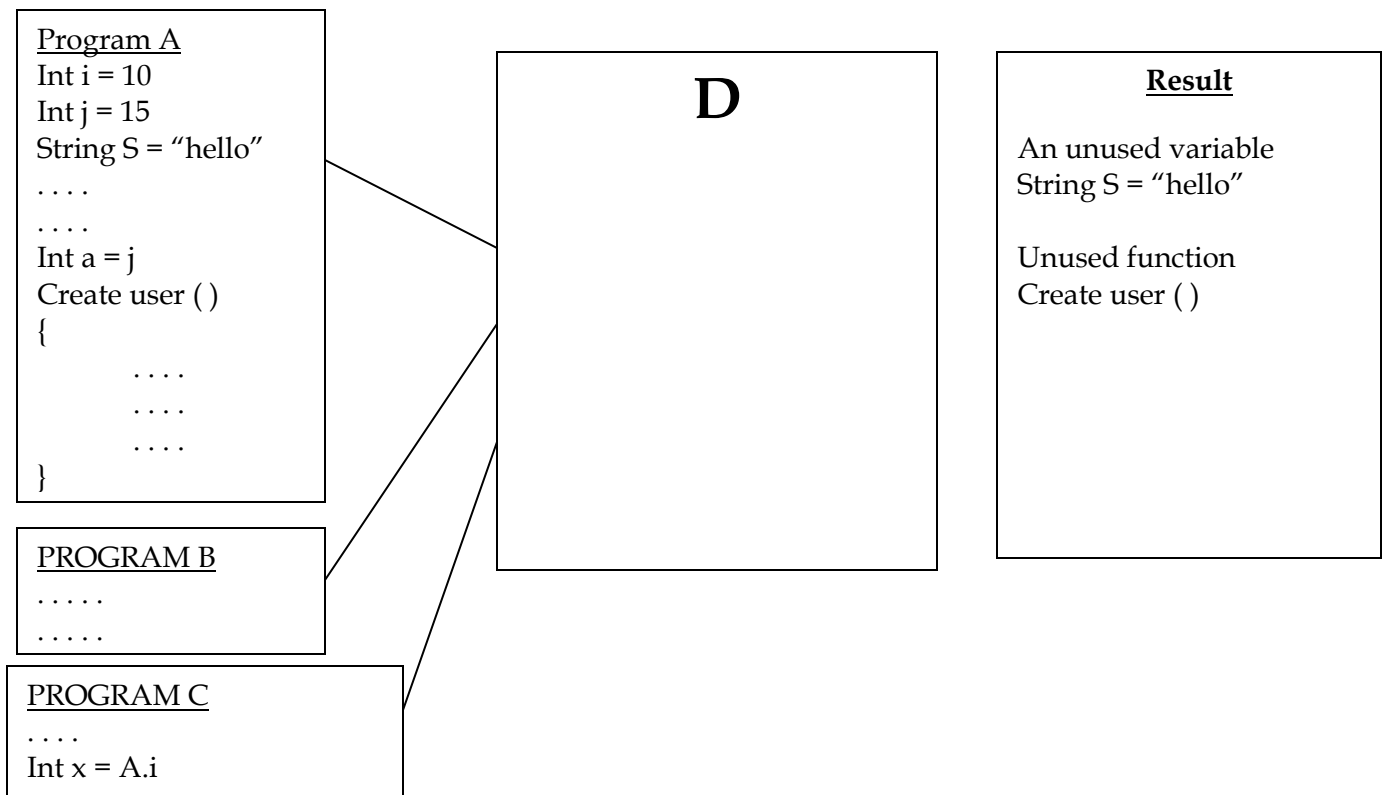 Program A
Int i = 10
Int j = 15
String S = “hello”
. . . .
. . . .
Int a = j
Create user ( )
{
. . . .
. . . .
. . . .
}
PROGRAM B
. . . . .
. . . . .
PROGRAM C
. . . .
Int x = A.i
D
Result
An unused variable
String S = “hello”
Unused function
Create user ( )